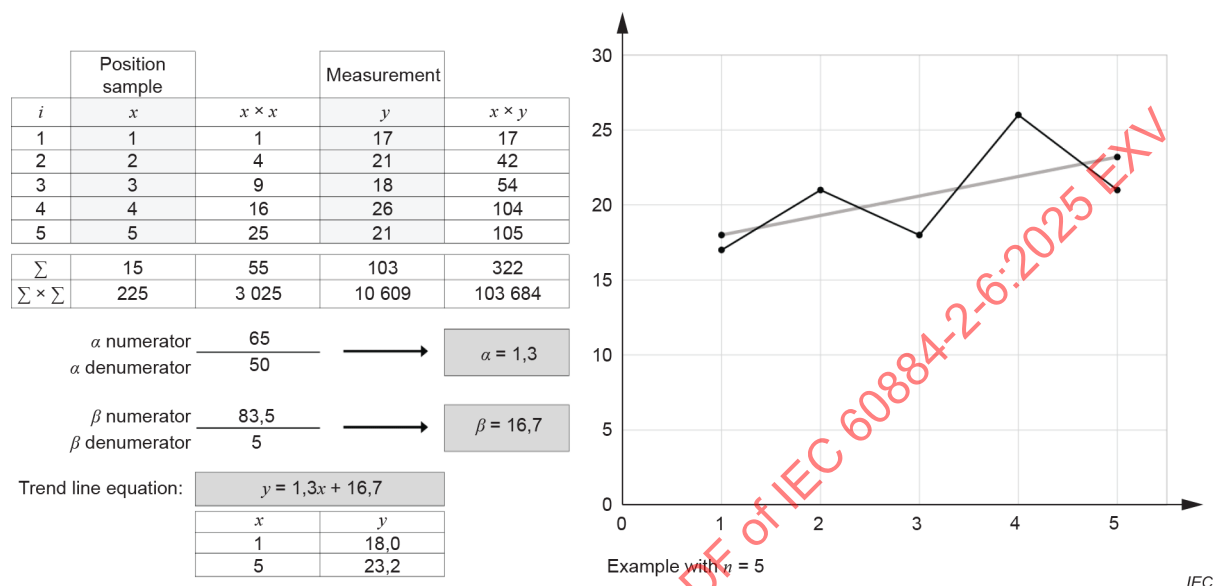 Position
sample
Measurement
i x x × x y x × y
1 1 1 17 17
2 2 4 21 42
3 3 9 18 54
4 4 16 26 104
5 5 25 21 105
∑ 15 55 103 322
∑ × ∑ 225 3 025 10 609 103 684
α numerator 65
α denumerator 50
α = 1,3
β numerator 83,5
β denumerator 5
β = 16,7
Trend line equation: y = 1,3x + 16,7
x y
1 18,0
5 23,2
30
25
20
15
10
5
0
0 1 2 3 4 5
Example with n = 5
IEC
DF of IEC 60884-2-6:2025 EXV